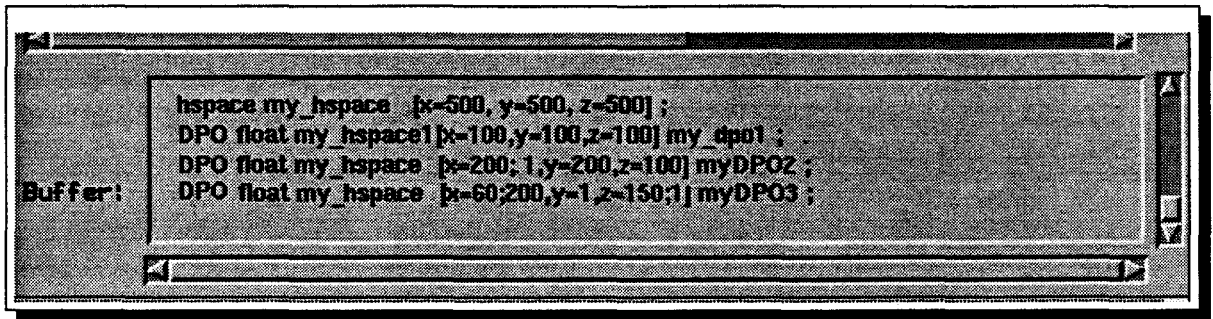 hspace my_hspace [x=500, y=500, z=500] ;
DPO float my_hspace1[x=100,y=100,z=100] my_dpo1 ;
DPO float my_hspace [x=200; 1,y=200,z=100] myDPO2 ;
Buffer: DPO float my_hspace [x=60;200,y=1,z=150;1] myDPO3 ;